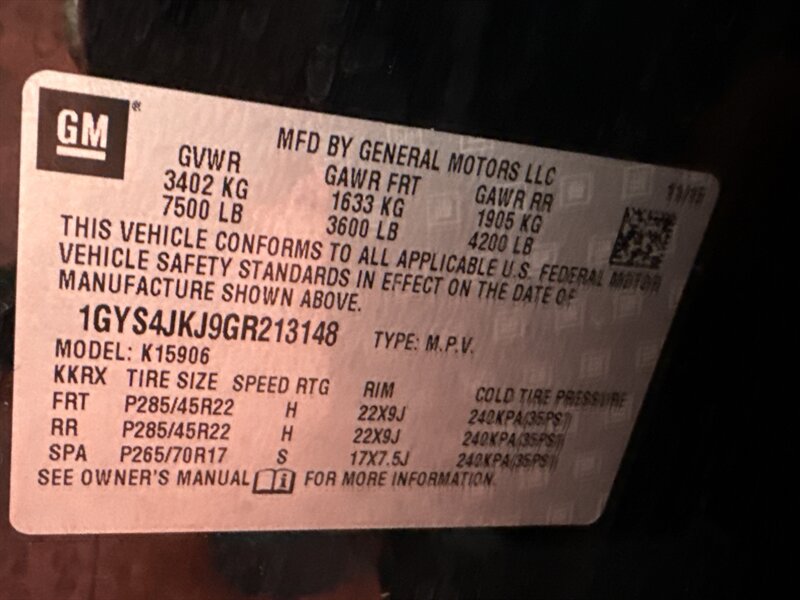 GM
MFD BY GENERAL MOTORS LLC
11/15
GVWR GAWR FRT GAWR RR
3402 KG 1633 KG 1905 KG
7500 LB 3600 LB 4200 LB
THIS VEHICLE CONFORMS TO ALL APPLICABLE U.S. FEDERAL MOTOR
VEHICLE SAFETY STANDARDS IN EFFECT ON THE DATE OF
MANUFACTURE SHOWN ABOVE.
1GYS4JKJ9GR213148 TYPE: M.P.V.
MODEL: K15906
KKRX TIRE SIZE SPEED RTG RIM COLD TIRE PRESSURE
FRT P285/45R22 H 22X9J 240KPA(35PSI)
RR P285/45R22 H 22X9J 240KPA(35PSI)
SPA P265/70R17 S 17X7.5J 240KPA(35PSI)
SEE OWNER'S MANUAL FOR MORE INFORMATION.